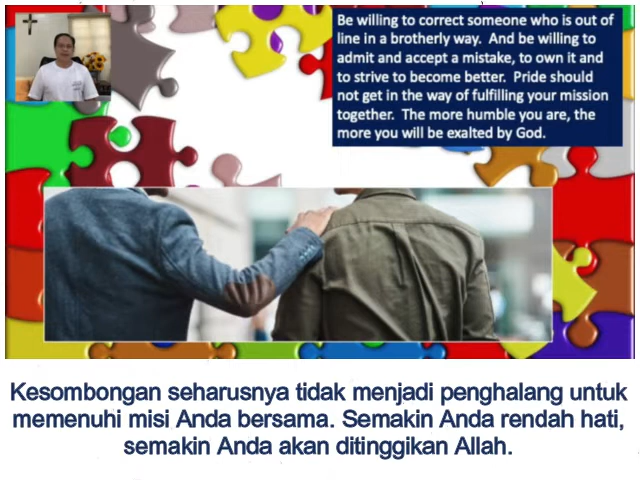 Be willing to correct someone who is out of
line in a brotherly way.  And be willing to
admit and accept a mistake, to own it and
to strive to become better.  Pride should
not get in the way of fulfilling your mission
together.  The more humble you are, the
more you will be exalted by God.
Kesombongan seharusnya tidak menjadi penghalang untuk
memenuhi misi Anda bersama. Semakin Anda rendah hati,
semakin Anda akan ditinggikan Allah.